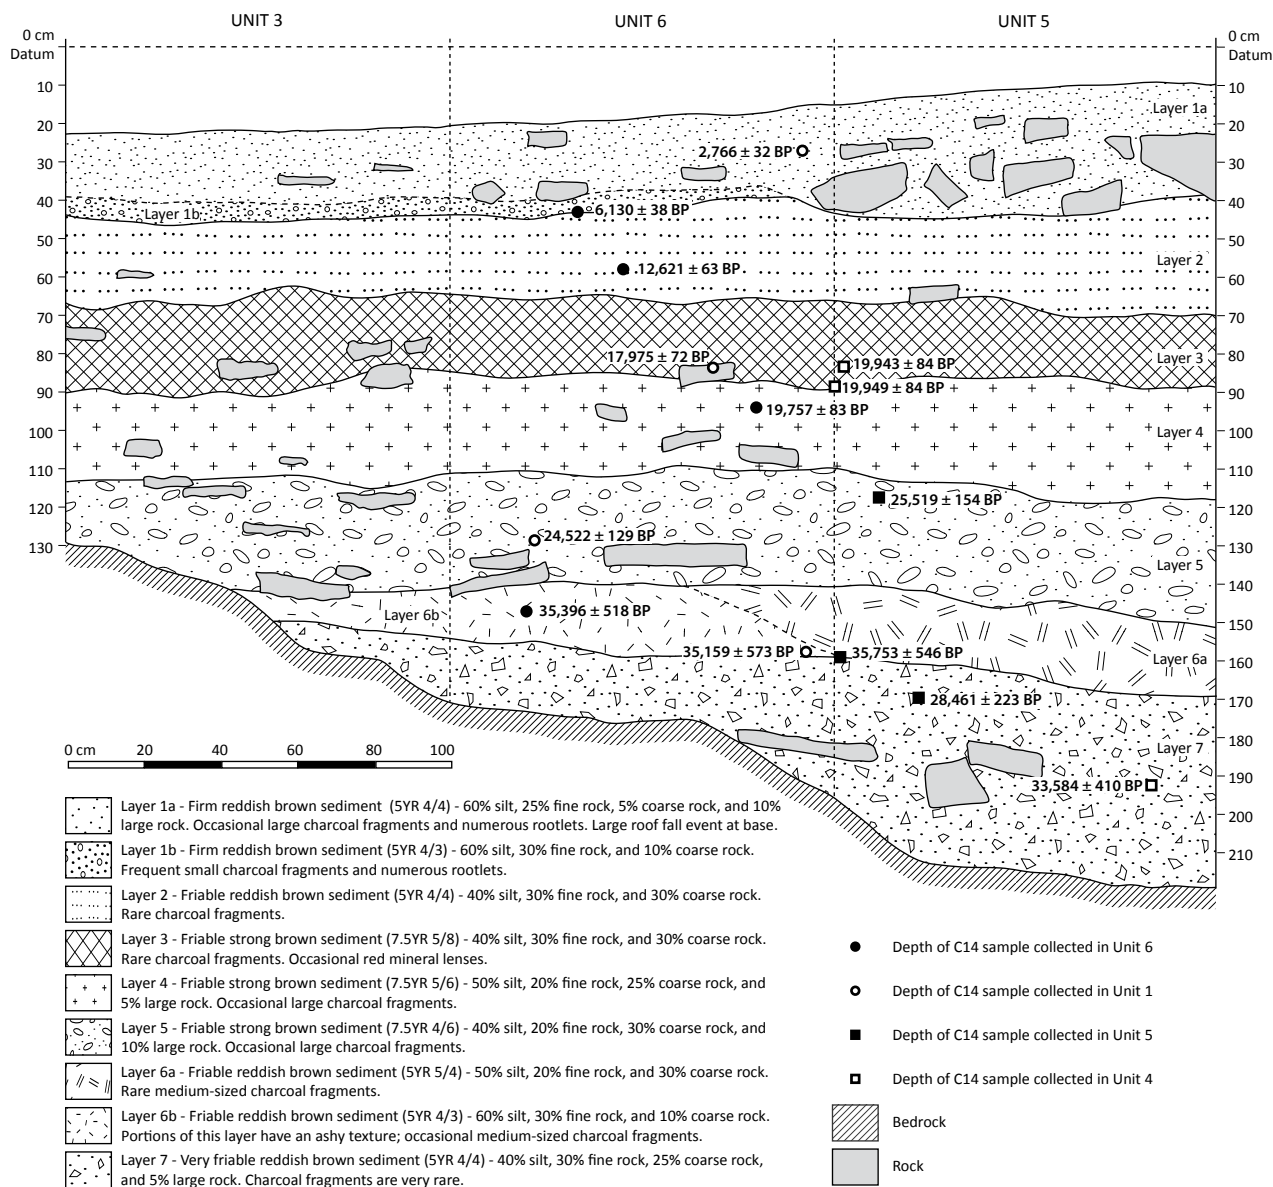 UNIT 3
UNIT 6
UNIT 5
0 cm
Datum
0 cm
Datum
10
10
Layer 1a
20
20
2,766 ± 32 BP
30
30
40
40
Layer 1b
6,130 ± 38 BP
50
50
Layer 2
12,621 ± 63 BP
60
60
70
70
80
80
17,975 ± 72 BP
19,943 ± 84 BP
Layer 3
19,949 ± 84 BP
90
90
19,757 ± 83 BP
100
100
Layer 4
110
110
25,519 ± 154 BP
120
120
24,522 ± 129 BP
130
130
Layer 5
140
Layer 6b
35,396 ± 518 BP
150
35,159 ± 573 BP
35,753 ± 546 BP
Layer 6a
160
28,461 ± 223 BP
170
180
Layer 7
33,584 ± 410 BP
190
200
210
0 cm 20 40 60 80 100
Layer 1a - Firm reddish brown sediment (5YR 4/4) - 60% silt, 25% fine rock, 5% coarse rock, and 10%
large rock. Occasional large charcoal fragments and numerous rootlets. Large roof fall event at base.
Layer 1b - Firm reddish brown sediment (5YR 4/3) - 60% silt, 30% fine rock, and 10% coarse rock.
Frequent small charcoal fragments and numerous rootlets.
Layer 2 - Friable reddish brown sediment (5YR 4/4) - 40% silt, 30% fine rock, and 30% coarse rock.
Rare charcoal fragments.
Layer 3 - Friable strong brown sediment (7.5YR 5/8) - 40% silt, 30% fine rock, and 30% coarse rock.
Rare charcoal fragments. Occasional red mineral lenses.
Layer 4 - Friable strong brown sediment (7.5YR 5/6) - 50% silt, 20% fine rock, 25% coarse rock, and
5% large rock. Occasional large charcoal fragments.
Layer 5 - Friable strong brown sediment (7.5YR 4/6) - 40% silt, 20% fine rock, 30% coarse rock, and
10% large rock. Occasional large charcoal fragments.
Layer 6a - Friable reddish brown sediment (5YR 5/4) - 50% silt, 20% fine rock, and 30% coarse rock.
Rare medium-sized charcoal fragments.
Layer 6b - Friable reddish brown sediment (5YR 4/3) - 60% silt, 30% fine rock, and 10% coarse rock.
Portions of this layer have an ashy texture; occasional medium-sized charcoal fragments.
Layer 7 - Very friable reddish brown sediment (5YR 4/4) - 40% silt, 30% fine rock, 25% coarse rock,
and 5% large rock. Charcoal fragments are very rare.
Depth of C14 sample collected in Unit 6
Depth of C14 sample collected in Unit 1
Depth of C14 sample collected in Unit 5
Depth of C14 sample collected in Unit 4
Bedrock
Rock